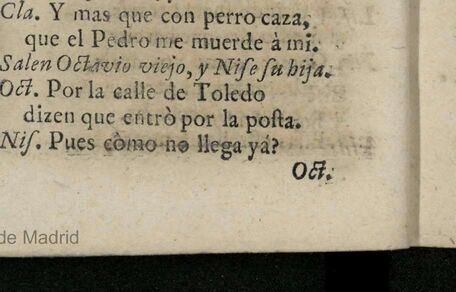 Cla. Y mas que con perro caza,
que el Pedro me muerde à mi.
Salen Octavio viejo, y Nise su hija.
Oct. Por la calle de Toledo
dizen que entrò por la posta.
Nis. Pues còmo no llega yá?
Oct.
de Madrid